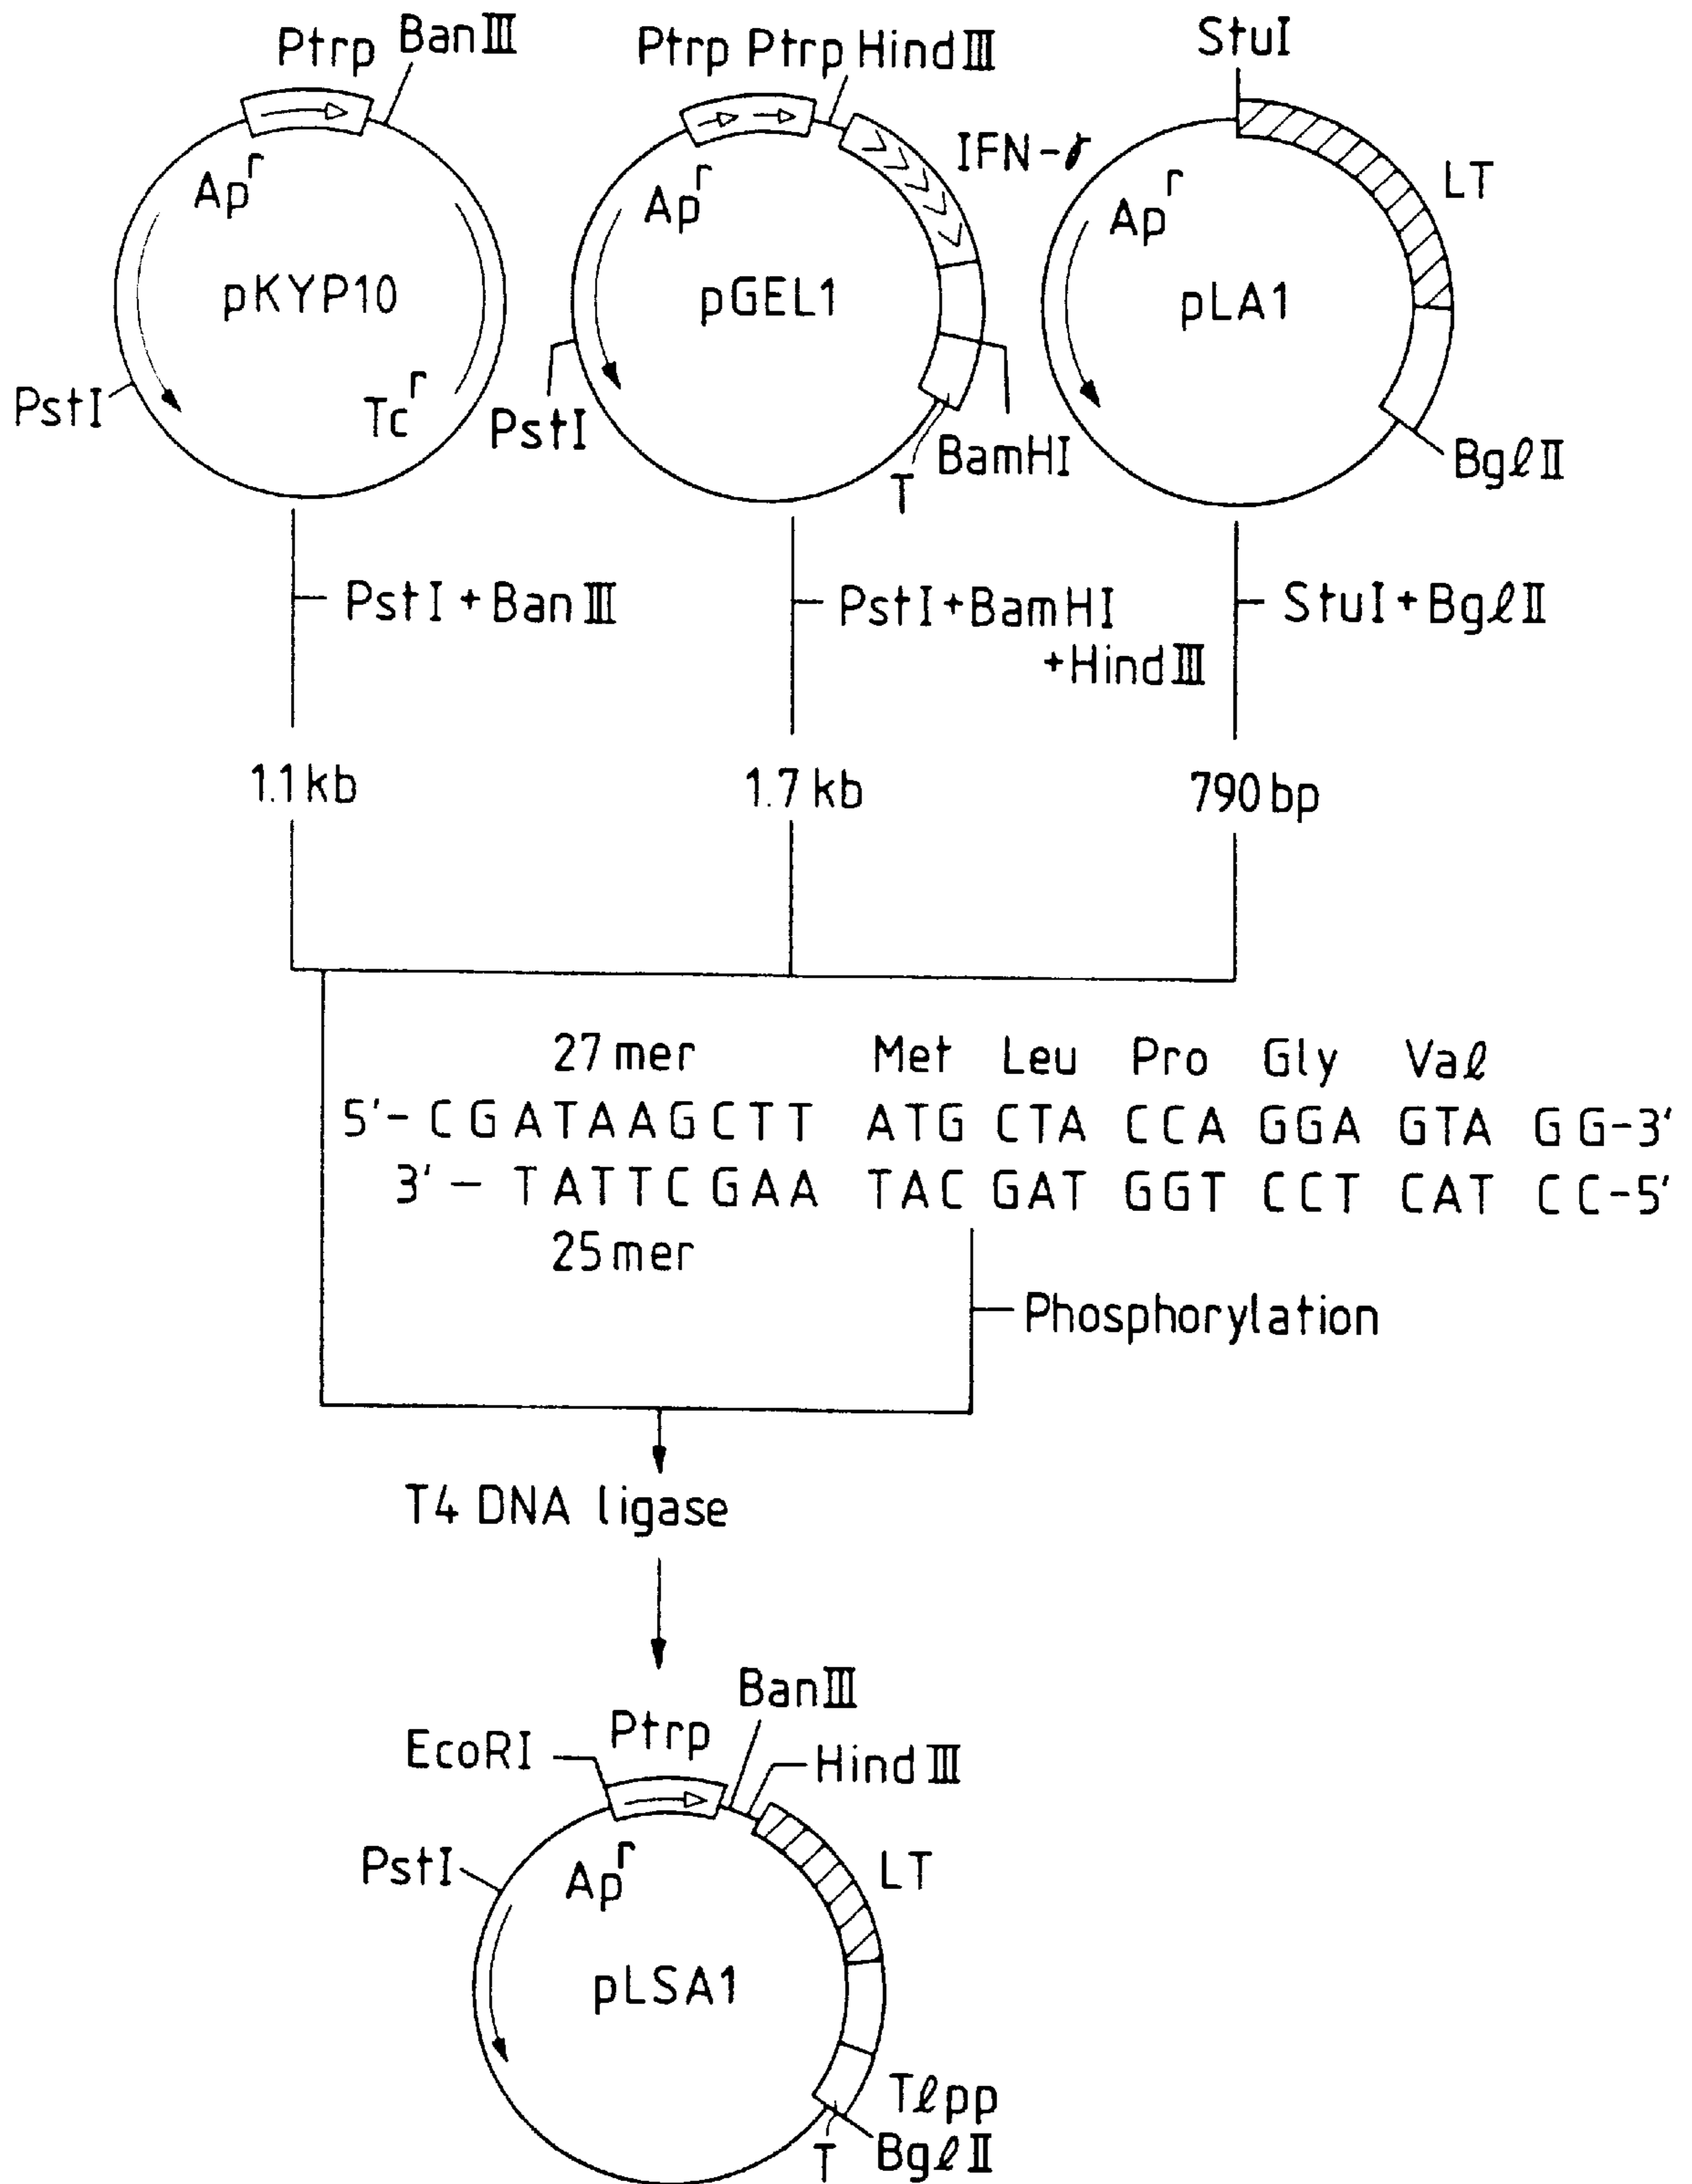 Ptrp BanIII
Apr
pKYP10
PstI
Tcr
Ptrp Ptrp HindIII
IFN-γ
Apr
pGEL1
PstI
BamHI
T
StuI
LT
Apr
pLA1
BglII
PstI + BanIII
PstI+BamHI
+HindIII
StuI+BglII
1.1 kb
1.7 kb
790 bp
27 mer Met Leu Pro Gly Val
5'- C G A T A A G C T T ATG CTA CCA GGA GTA GG-3'
3' - T A T T C G A A TAC GAT GGT CCT CAT CC-5'
25 mer
Phosphorylation
T4 DNA ligase
BanIII
Ptrp
EcoRI
HindIII
PstI
Apr
LT
pLSA1
Tlpp
T
BglII